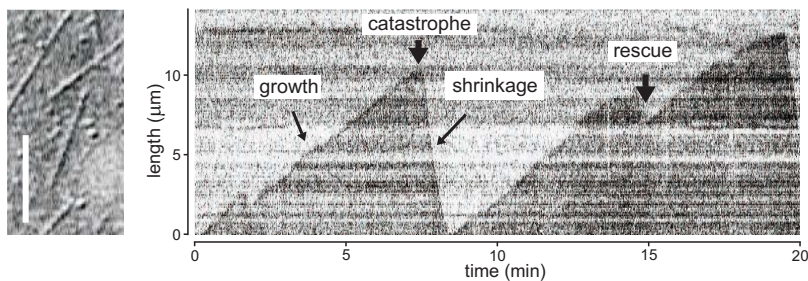 catastrophe
rescue
growth
shrinkage
length (μm)
10
5
0
0
5
10
15
20
time (min)